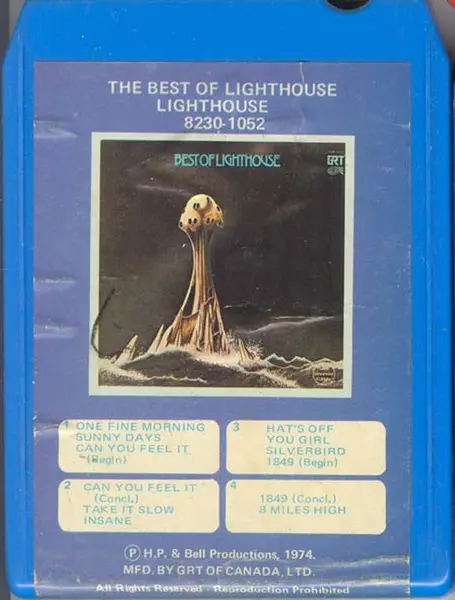 THE BEST OF LIGHTHOUSE
LIGHTHOUSE
8230-1052
BEST OF LIGHTHOUSE
GRT
1 ONE FINE MORNING
SUNNY DAYS
CAN YOU FEEL IT
(Begin)
2 CAN YOU FEEL IT
(Concl.)
TAKE IT SLOW
INSANE
3 HAT'S OFF
YOU GIRL
SILVERBIRD
1849 (Begin)
4
1849 (Concl.)
8 MILES HIGH
Ⓟ H.P. & Bell Productions, 1974.
MFD. BY GRT OF CANADA, LTD.
All Rights Reserved - Reproduction Prohibited